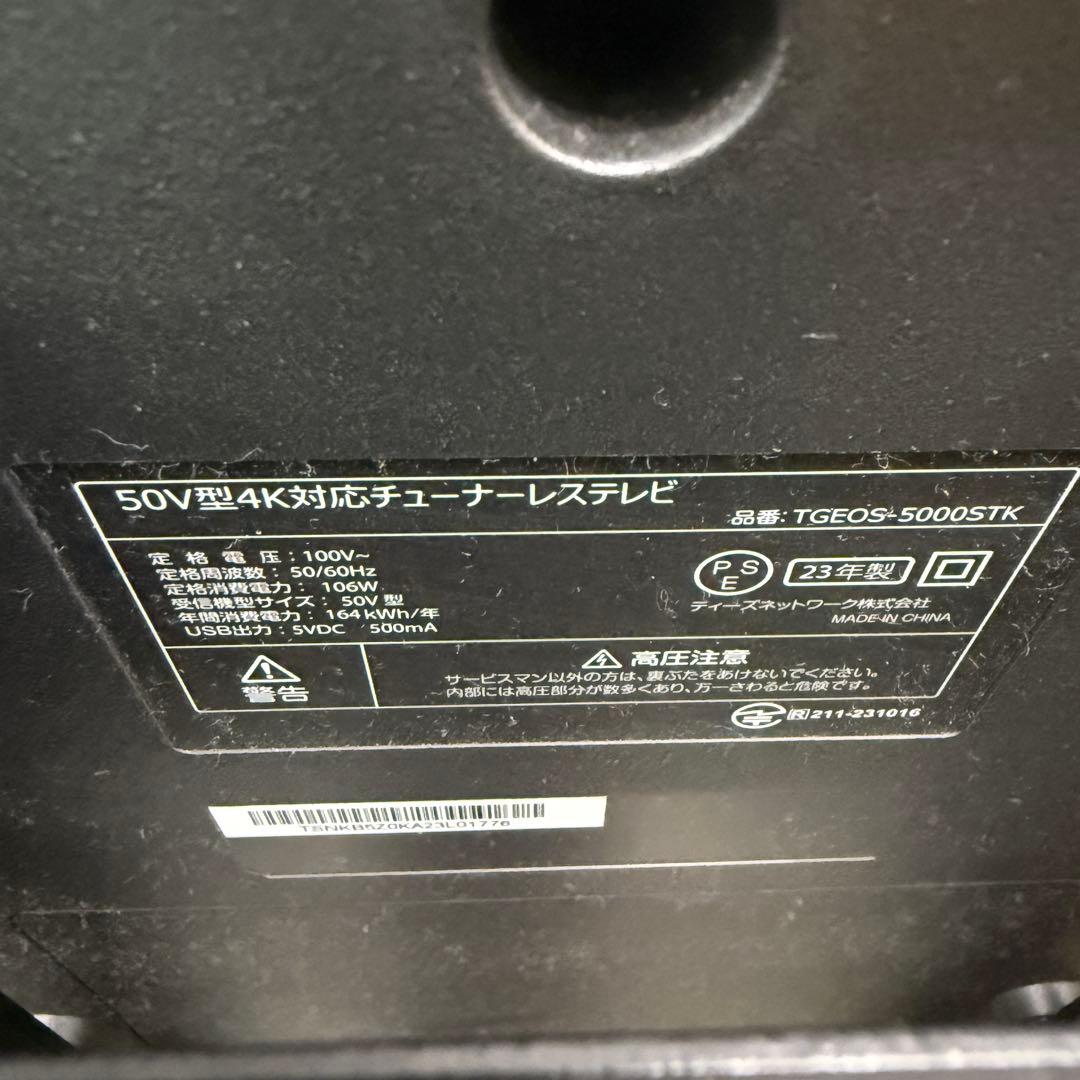 50V型4K対応チューナーレステレビ
品番: TGEOS-5000STK
定格電圧:100V~
定格周波数: 50/60Hz
定格消費電力: 106W
受信機型サイズ: 50V型
年間消費電力: 164kWh/年
USB出力: 5VDC 500mA
PSE
23年製
ティーズネットワーク株式会社
MADE IN CHINA
警告
高圧注意
サービスマン以外の方は、裏ぶたをあけないでください。
内部には高圧部分が数多くあり、万一さわると危険です。
R 211-231016
TSNKB5Z0KA23L01776